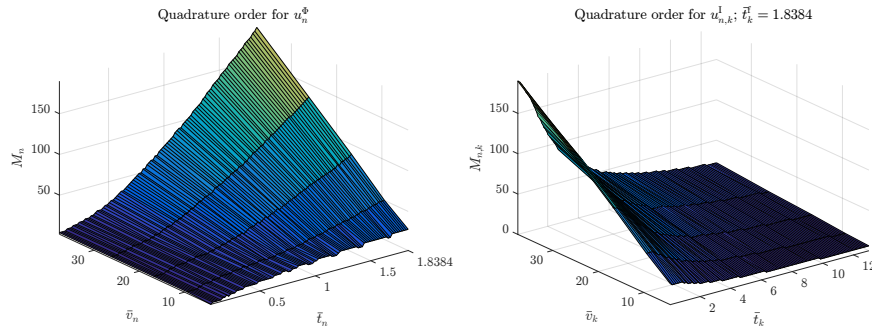 Quadrature order for $u_n^{\Phi}$
150
100
50
$M_n$
30
20
10
$\bar{v}_n$
0.5
1
1.5
1.8384
$\bar{t}_n$
Quadrature order for $u_{n,k}^{\mathrm{I}}$; $\bar{t}_k^{\mathrm{I}} = 1.8384$
150
100
50
0
$M_{n,k}$
30
20
10
$\bar{v}_k$
2
4
6
8
10
12
$\bar{t}_k$